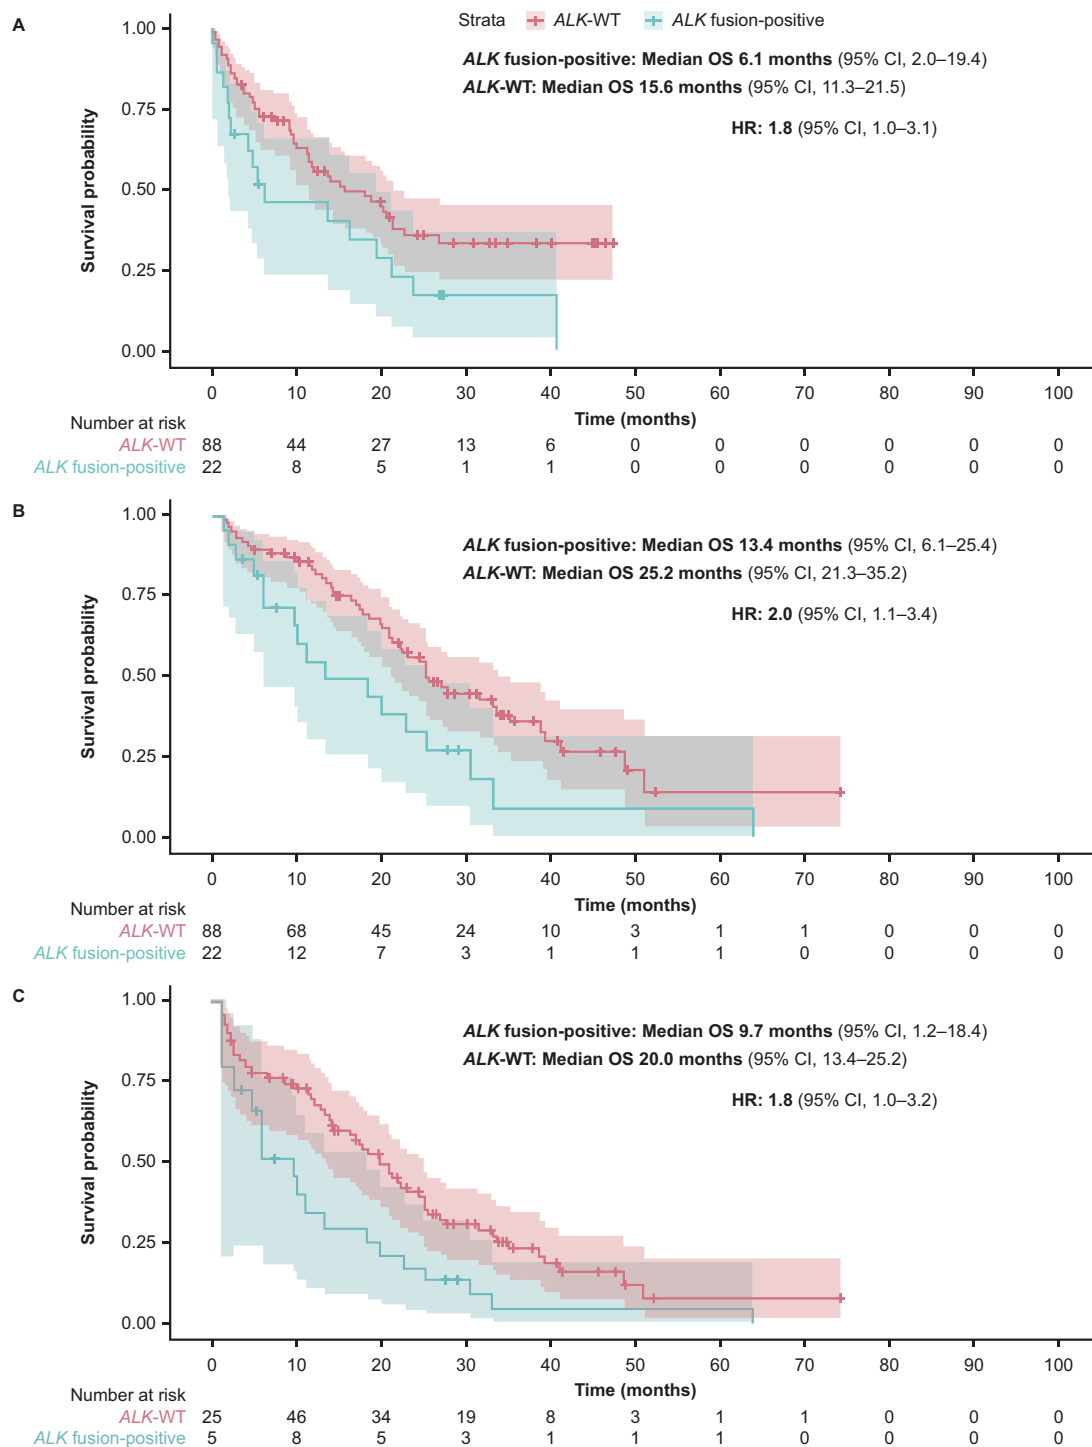 A
Strata ALK-WT ALK fusion-positive
ALK fusion-positive: Median OS 6.1 months (95% CI, 2.0–19.4)
ALK-WT: Median OS 15.6 months (95% CI, 11.3–21.5)
HR: 1.8 (95% CI, 1.0–3.1)
Survival probability
1.00
0.75
0.50
0.25
0.00
0 10 20 30 40 50 60 70 80 90 100
Time (months)
Number at risk
ALK-WT 88 44 27 13 6 0 0 0 0 0 0
ALK fusion-positive 22 8 5 1 1 0 0 0 0 0 0
B
ALK fusion-positive: Median OS 13.4 months (95% CI, 6.1–25.4)
ALK-WT: Median OS 25.2 months (95% CI, 21.3–35.2)
HR: 2.0 (95% CI, 1.1–3.4)
Survival probability
1.00
0.75
0.50
0.25
0.00
0 10 20 30 40 50 60 70 80 90 100
Time (months)
Number at risk
ALK-WT 88 68 45 24 10 3 1 1 0 0 0
ALK fusion-positive 22 12 7 3 1 1 1 0 0 0 0
C
ALK fusion-positive: Median OS 9.7 months (95% CI, 1.2–18.4)
ALK-WT: Median OS 20.0 months (95% CI, 13.4–25.2)
HR: 1.8 (95% CI, 1.0–3.2)
Survival probability
1.00
0.75
0.50
0.25
0.00
0 10 20 30 40 50 60 70 80 90 100
Time (months)
Number at risk
ALK-WT 25 46 34 19 8 3 1 1 0 0 0
ALK fusion-positive 5 8 5 3 1 1 1 0 0 0 0